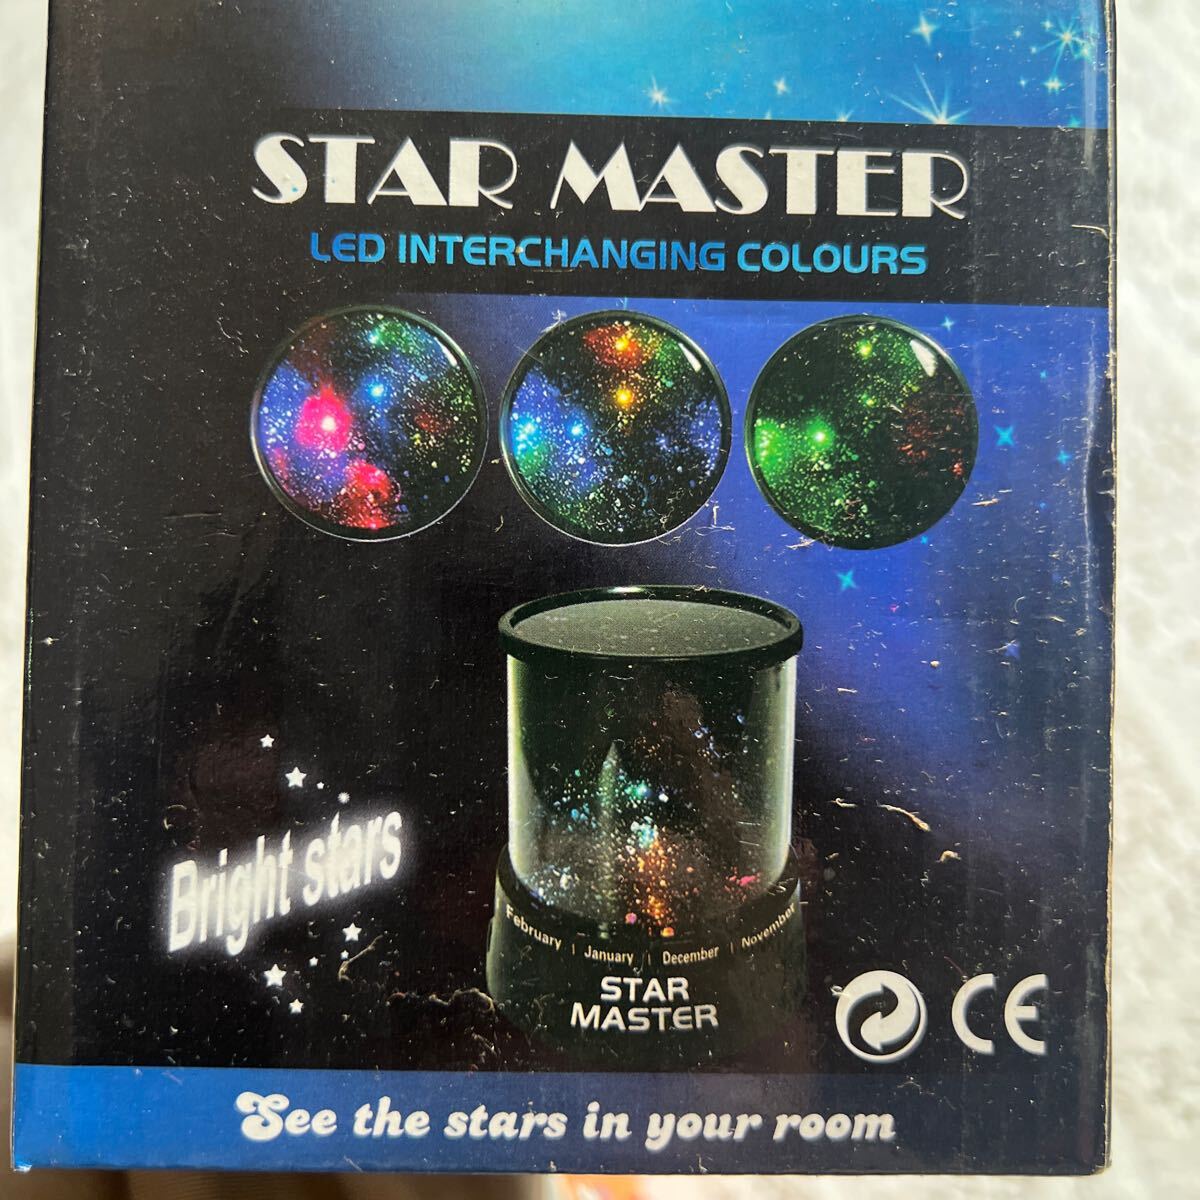 STAR MASTER
LED INTERCHANGING COLOURS
Bright stars
February | January | December | November
STAR
MASTER
CE
See the stars in your room